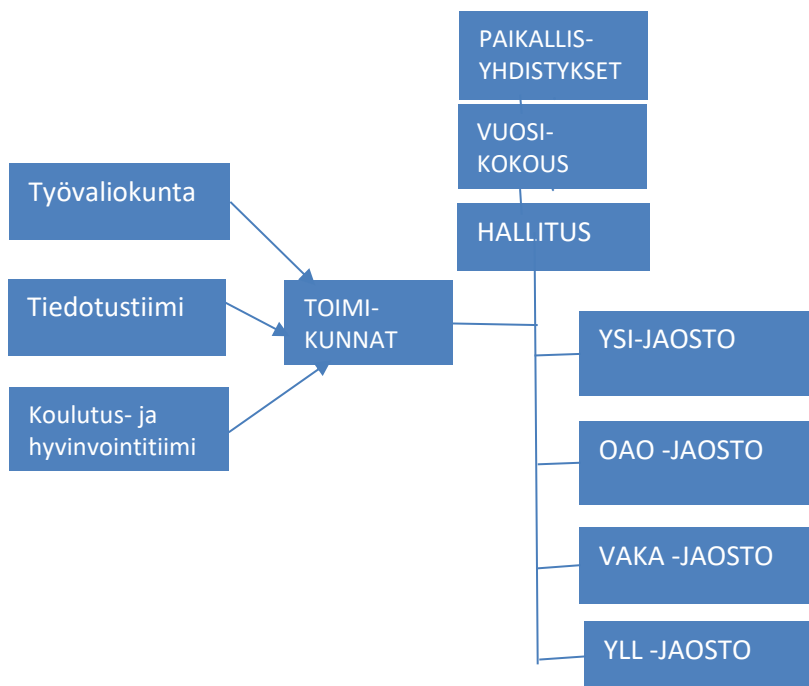 PAIKALLIS-
YHDISTYKSET
VUOSI-
KOKOUS
HALLITUS
Työvaliokunta
Tiedotustiimi
Koulutus- ja
hyvinvointitiimi
TOIMI-
KUNNAT
YSI-JAOSTO
OAO -JAOSTO
VAKA -JAOSTO
YLL -JAOSTO